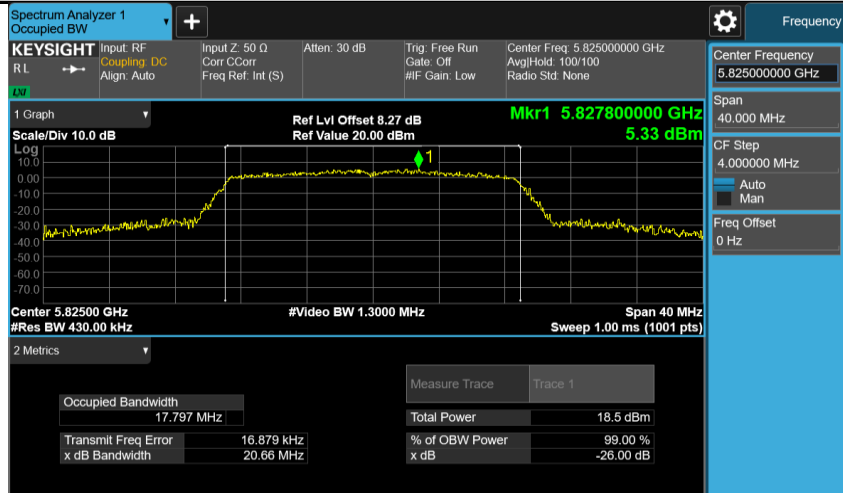 Spectrum Analyzer 1
Occupied BW
Frequency
KEYSIGHT
R L
LXI
Input: RF
Coupling: DC
Align: Auto
Input Z: 50 Ω
Corr CCorr
Freq Ref: Int (S)
Atten: 30 dB
Trig: Free Run
Gate: Off
#IF Gain: Low
Center Freq: 5.825000000 GHz
Avg|Hold: 100/100
Radio Std: None
Center Frequency
5.825000000 GHz
Span
40.000 MHz
CF Step
4.000000 MHz
Auto
Man
Freq Offset
0 Hz
1 Graph
Scale/Div 10.0 dB
Ref Lvl Offset 8.27 dB
Ref Value 20.00 dBm
Mkr1 5.827800000 GHz
5.33 dBm
Log
10.0
0.00
-10.0
-20.0
-30.0
-40.0
-50.0
-60.0
-70.0
1
Center 5.82500 GHz
#Res BW 430.00 kHz
#Video BW 1.3000 MHz
Span 40 MHz
Sweep 1.00 ms (1001 pts)
2 Metrics
Measure Trace
Trace 1
Occupied Bandwidth
17.797 MHz
Total Power
18.5 dBm
Transmit Freq Error
16.879 kHz
% of OBW Power
99.00 %
x dB Bandwidth
20.66 MHz
x dB
-26.00 dB